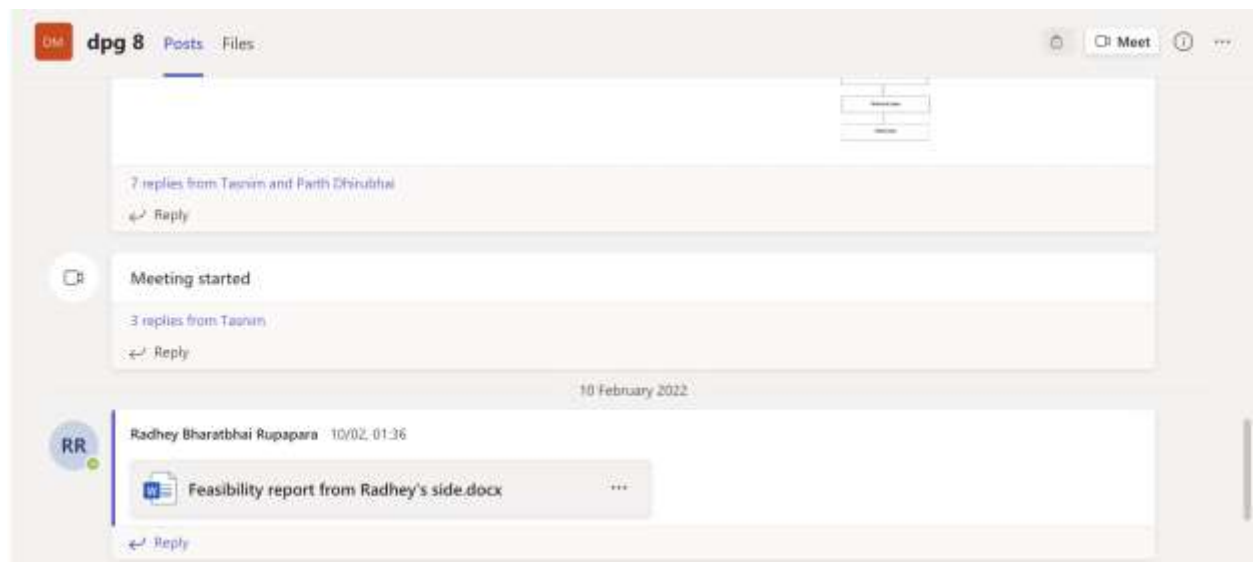 DM dpg 8 Posts Files Meet
7 replies from Tasnim and Parth Dhirubhai
Reply
Meeting started
3 replies from Tasnim
Reply
10 February 2022
RR Radhey Bharatbhai Rupapara 10/02, 01:36
Feasibility report from Radhey's side.docx
Reply